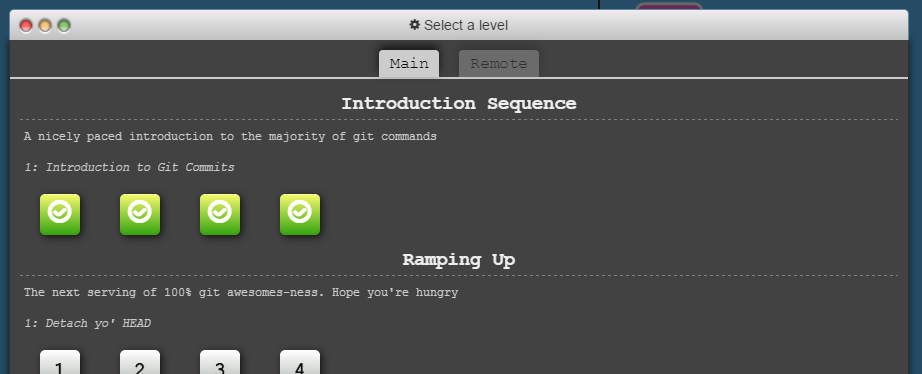 Select a level
Main Remote
Introduction Sequence
A nicely paced introduction to the majority of git commands
1: Introduction to Git Commits
Ramping Up
The next serving of 100% git awesomes-ness. Hope you're hungry
1: Detach yo' HEAD
1 2 3 4